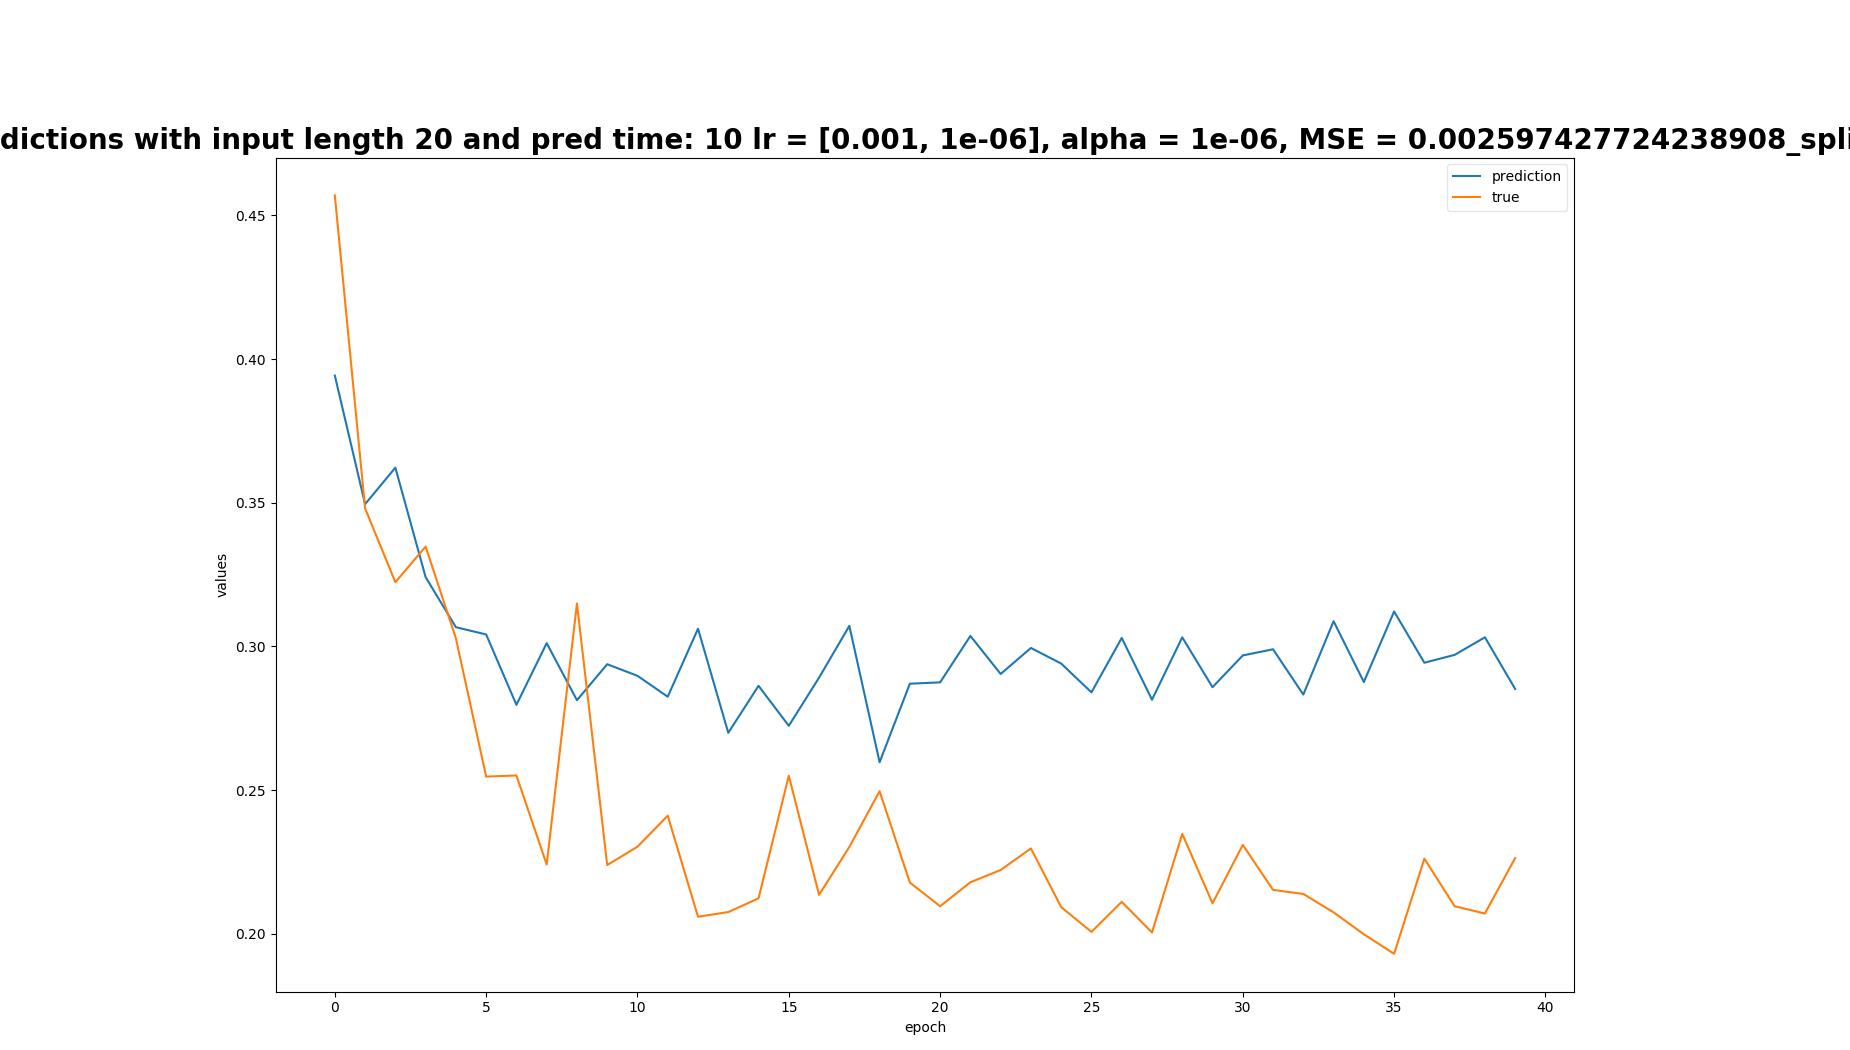 dictions with input length 20 and pred time: 10 lr = [0.001, 1e-06], alpha = 1e-06, MSE = 0.002597427724238908_spli
prediction
true
0.45
0.40
0.35
0.30
0.25
0.20
values
0 5 10 15 20 25 30 35 40
epoch